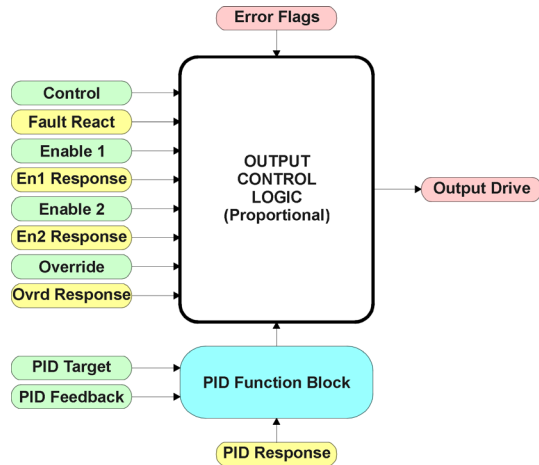 Error Flags
Control
Fault React
Enable 1
En1 Response
Enable 2
En2 Response
Override
Ovrd Response
OUTPUT
CONTROL
LOGIC
(Proportional)
Output Drive
PID Target
PID Feedback
PID Function Block
PID Response